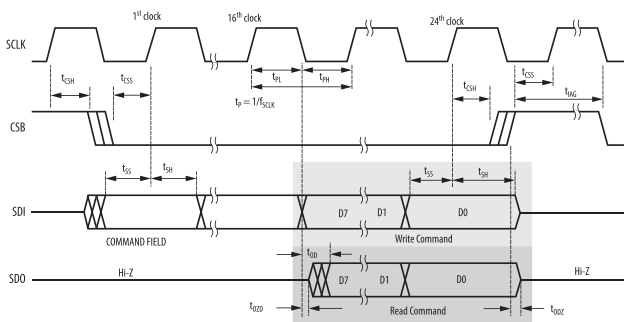 1st clock
16th clock
24th clock
SCLK
tPL
tPH
tCSH
tCSS
tCSH
tCSS
tIAG
tP = 1/fSCLK
CSB
tSS
tSH
tSS
tSH
SDI
D7
D1
D0
COMMAND FIELD
Write Command
tOD
Hi-Z
SDO
D7
D1
D0
Hi-Z
tOZD
Read Command
tODZ